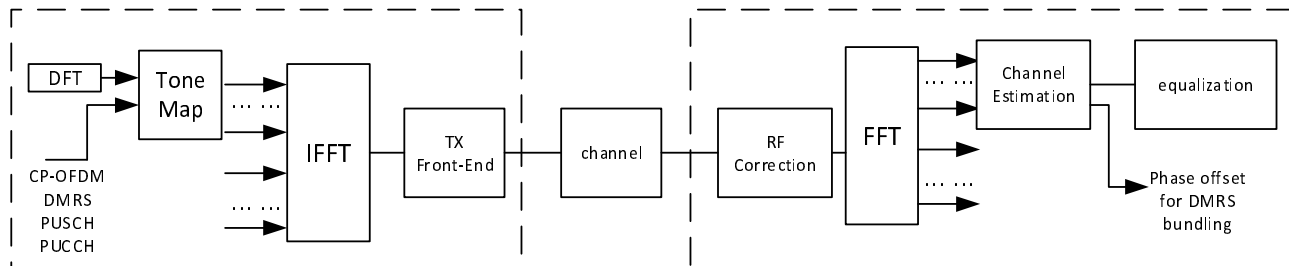 DFT
Tone
Map
CP-OFDM
DMRS
PUSCH
PUCCH
... ...
... ...
IFFT
TX
Front-End
channel
RF
Correction
FFT
... ...
... ...
Channel
Estimation
equalization
Phase offset
for DMRS
bundling